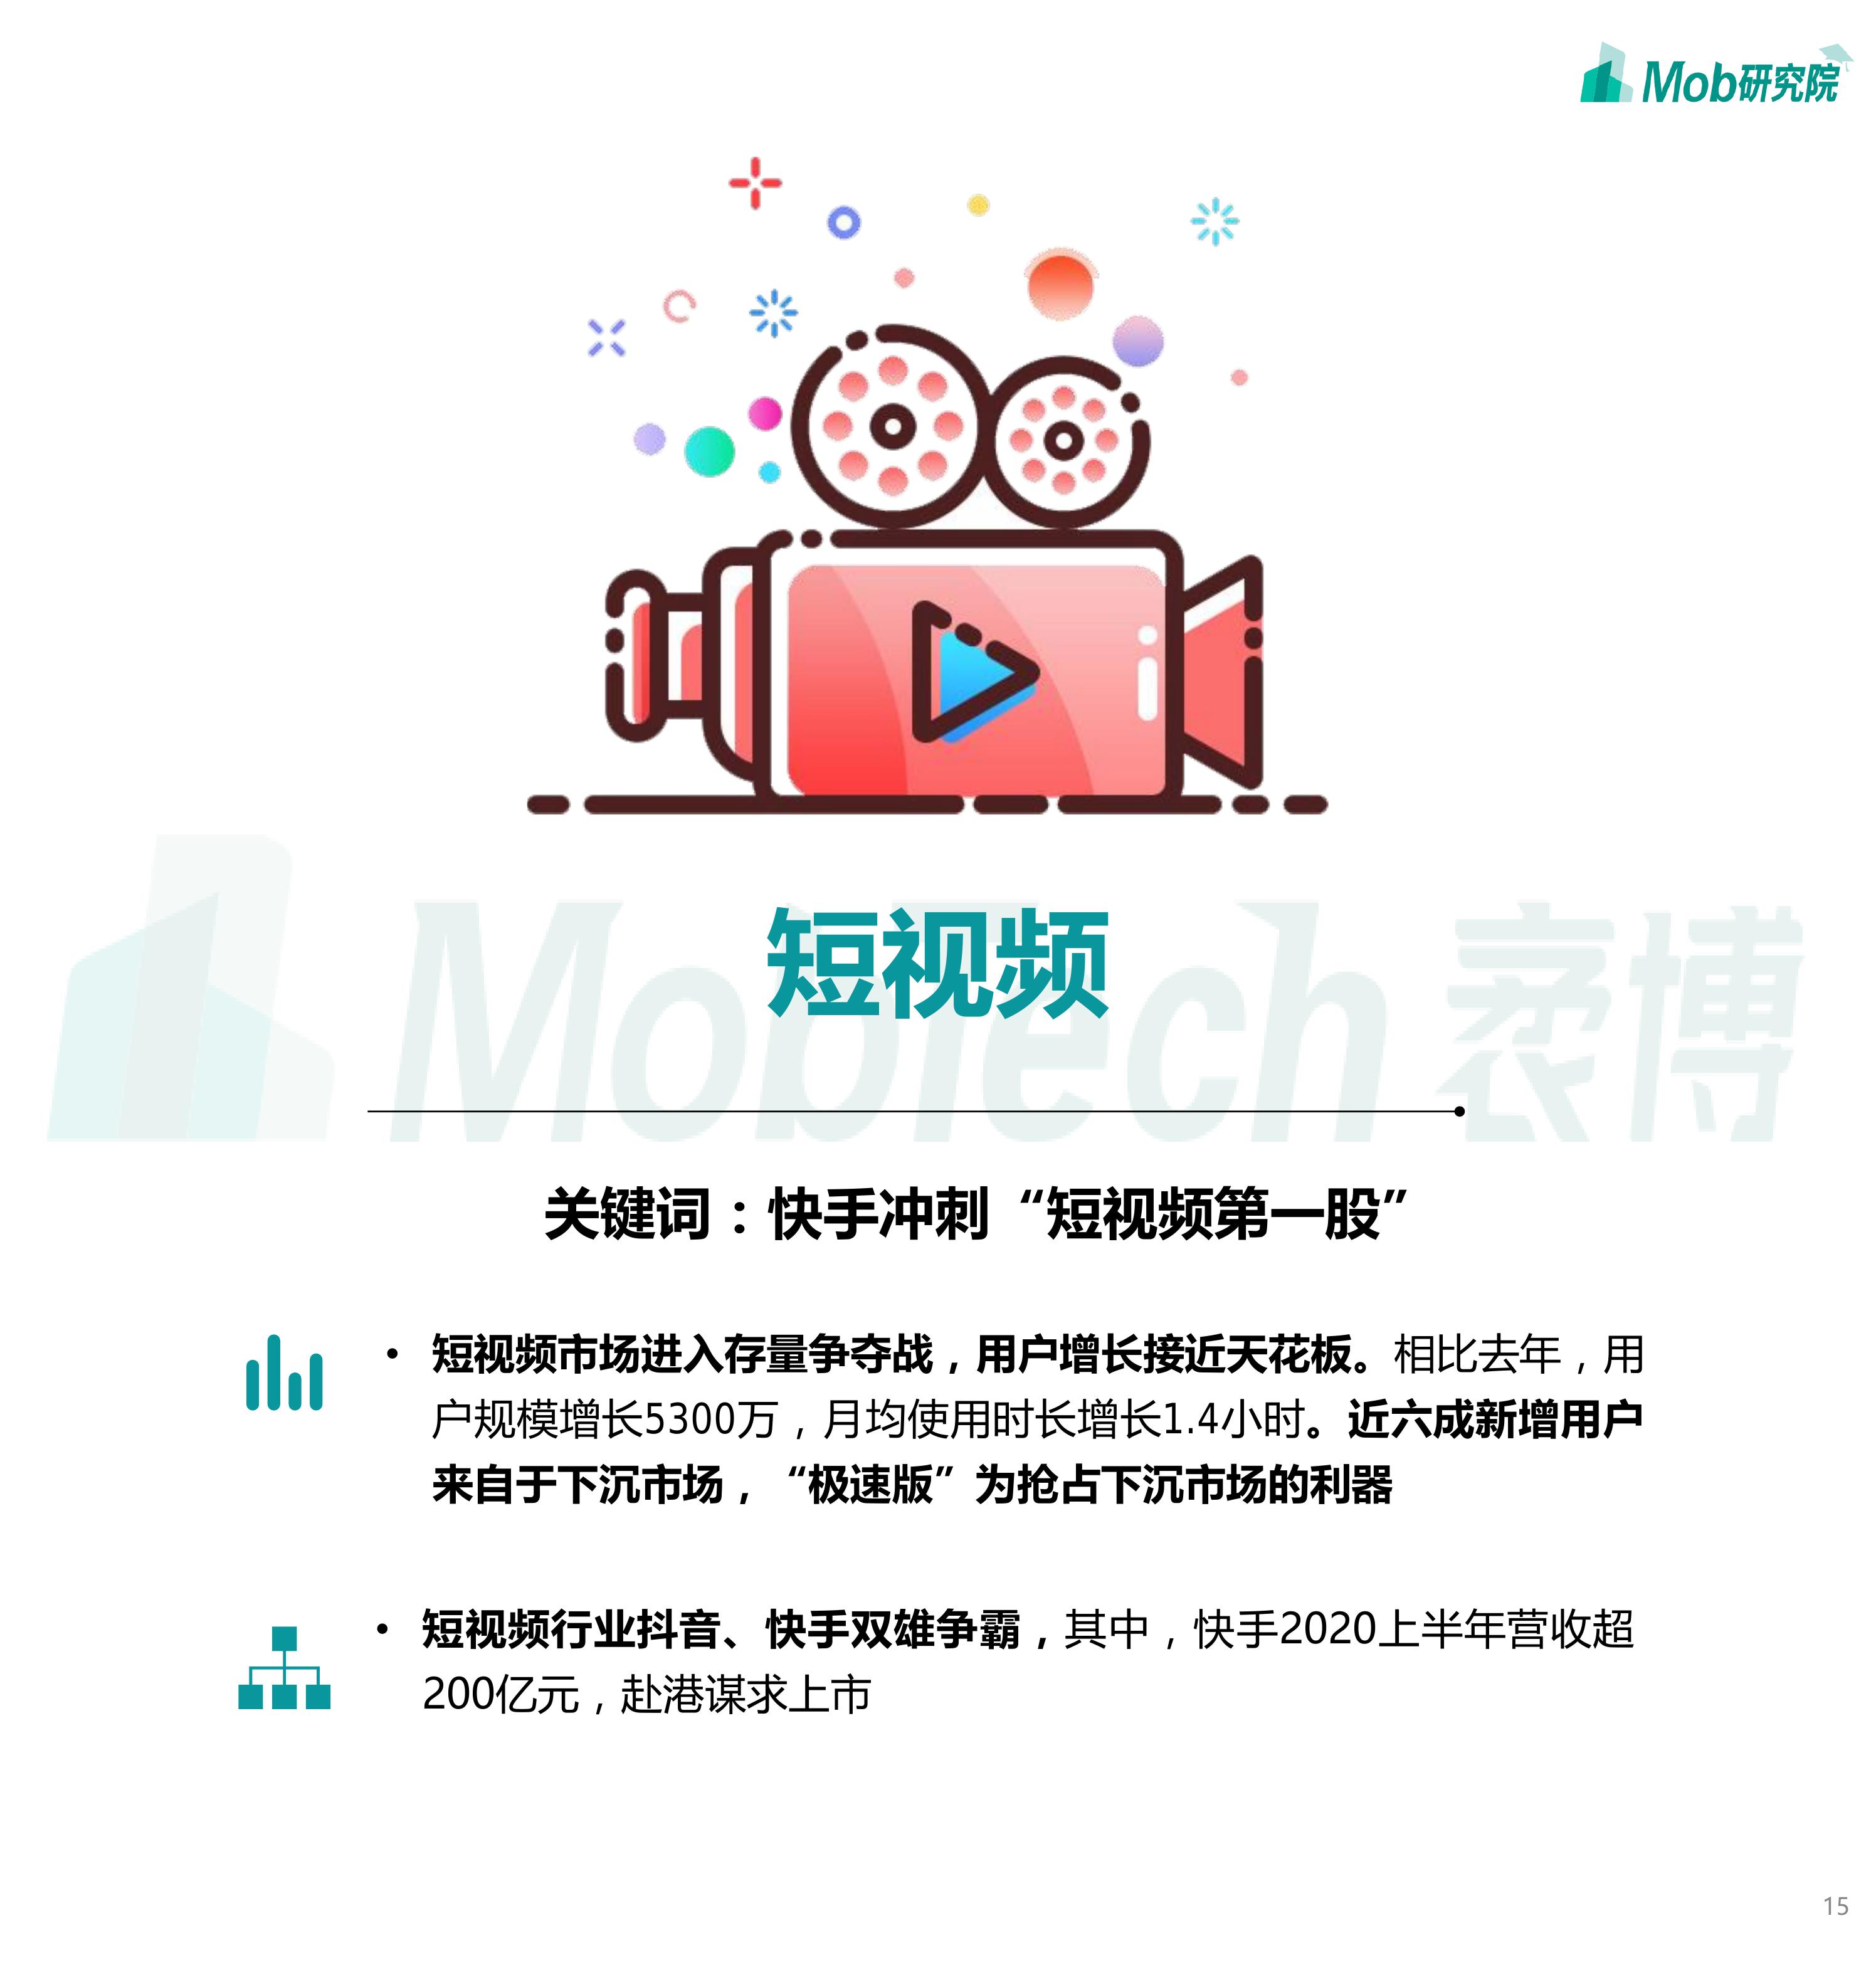 Mob研究院
MobTech 袤博
短视频
关键词：快手冲刺“短视频第一股”
• 短视频市场进入存量争夺战，用户增长接近天花板。相比去年，用
户规模增长5300万，月均使用时长增长1.4小时。近六成新增用户
来自于下沉市场，“极速版”为抢占下沉市场的利器
• 短视频行业抖音、快手双雄争霸，其中，快手2020上半年营收超
200亿元，赴港谋求上市
15